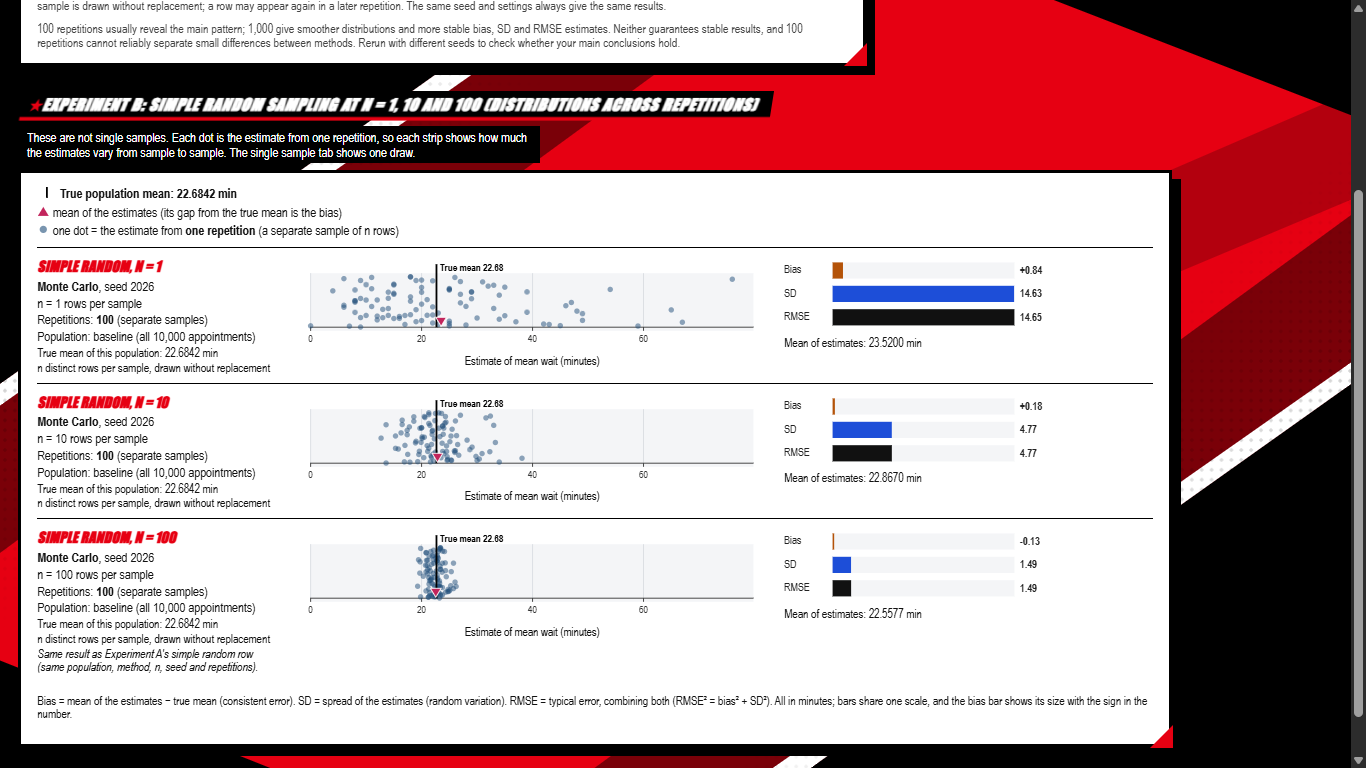 sample is drawn without replacement; a row may appear again in a later repetition. The same seed and settings always give the same results.
100 repetitions usually reveal the main pattern; 1,000 give smoother distributions and more stable bias, SD and RMSE estimates. Neither guarantees stable results, and 100
repetitions cannot reliably separate small differences between methods. Rerun with different seeds to check whether your main conclusions hold.
★EXPERIMENT B: SIMPLE RANDOM SAMPLING AT N = 1, 10 AND 100 (DISTRIBUTIONS ACROSS REPETITIONS)
These are not single samples. Each dot is the estimate from one repetition, so each strip shows how much
the estimates vary from sample to sample. The single sample tab shows one draw.
True population mean: 22.6842 min
mean of the estimates (its gap from the true mean is the bias)
one dot = the estimate from one repetition (a separate sample of n rows)
SIMPLE RANDOM, N = 1
Monte Carlo, seed 2026
n = 1 rows per sample
Repetitions: 100 (separate samples)
Population: baseline (all 10,000 appointments)
True mean of this population: 22.6842 min
n distinct rows per sample, drawn without replacement
True mean 22.68
0 20 40 60
Estimate of mean wait (minutes)
Bias +0.84
SD 14.63
RMSE 14.65
Mean of estimates: 23.5200 min
SIMPLE RANDOM, N = 10
Monte Carlo, seed 2026
n = 10 rows per sample
Repetitions: 100 (separate samples)
Population: baseline (all 10,000 appointments)
True mean of this population: 22.6842 min
n distinct rows per sample, drawn without replacement
True mean 22.68
0 20 40 60
Estimate of mean wait (minutes)
Bias +0.18
SD 4.77
RMSE 4.77
Mean of estimates: 22.8670 min
SIMPLE RANDOM, N = 100
Monte Carlo, seed 2026
n = 100 rows per sample
Repetitions: 100 (separate samples)
Population: baseline (all 10,000 appointments)
True mean of this population: 22.6842 min
n distinct rows per sample, drawn without replacement
Same result as Experiment A's simple random row
(same population, method, n, seed and repetitions).
True mean 22.68
0 20 40 60
Estimate of mean wait (minutes)
Bias -0.13
SD 1.49
RMSE 1.49
Mean of estimates: 22.5577 min
Bias = mean of the estimates − true mean (consistent error). SD = spread of the estimates (random variation). RMSE = typical error, combining both (RMSE² = bias² + SD²). All in minutes; bars share one scale, and the bias bar shows its size with the sign in the
number.